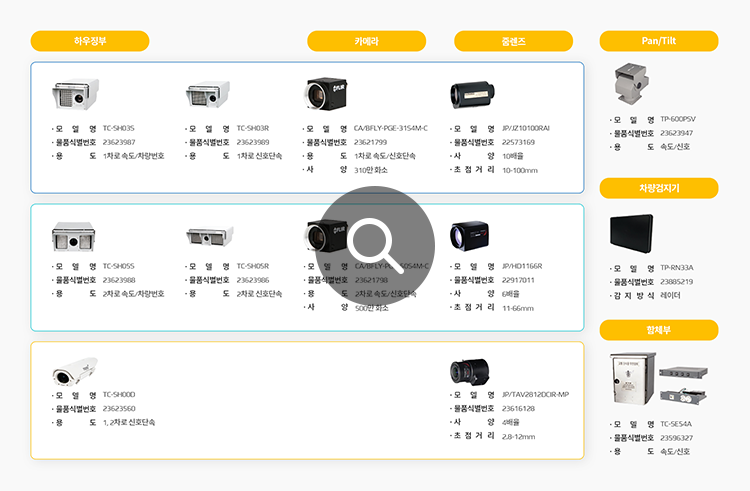 하우징부
카메라
줌렌즈
Pan/Tilt
· 모 델 명 TC-SH03S
· 물품식별번호 23623987
· 용 도 1차로 속도/차량번호
· 모 델 명 TC-SH03R
· 물품식별번호 23623989
· 용 도 1차로 신호단속
FLIR
· 모 델 명 CA/BFLY-PGE-31S4M-C
· 물품식별번호 23621799
· 용 도 1차로 속도/신호단속
· 사 양 310만 화소
· 모 델 명 JP/JZ10100RAI
· 물품식별번호 22573169
· 사 양 10배율
· 초 점 거 리 10-100mm
· 모 델 명 TP-600PSV
· 물품식별번호 23623947
· 용 도 속도/신호
차량검지기
· 모 델 명 TP-RN33A
· 물품식별번호 23885219
· 감 지 방 식 레이더
· 모 델 명 TC-SH05S
· 물품식별번호 23623988
· 용 도 2차로 속도/차량번호
· 모 델 명 TC-SH05R
· 물품식별번호 23623986
· 용 도 2차로 신호단속
FLIR
· 모 델 명 CA/BFLY-PGE-50S4M-C
· 물품식별번호 23621798
· 용 도 2차로 속도/신호단속
· 사 양 500만 화소
· 모 델 명 JP/HD1166R
· 물품식별번호 22917011
· 사 양 6배율
· 초 점 거 리 11-66mm
함체부
· 모 델 명 TC-SES4A
· 물품식별번호 23596327
· 용 도 속도/신호
· 모 델 명 TC-SH00D
· 물품식별번호 23623560
· 용 도 1, 2차로 신호단속
· 모 델 명 JP/TAV2812DCIR-MP
· 물품식별번호 23616128
· 사 양 4배율
· 초 점 거 리 2.8-12mm